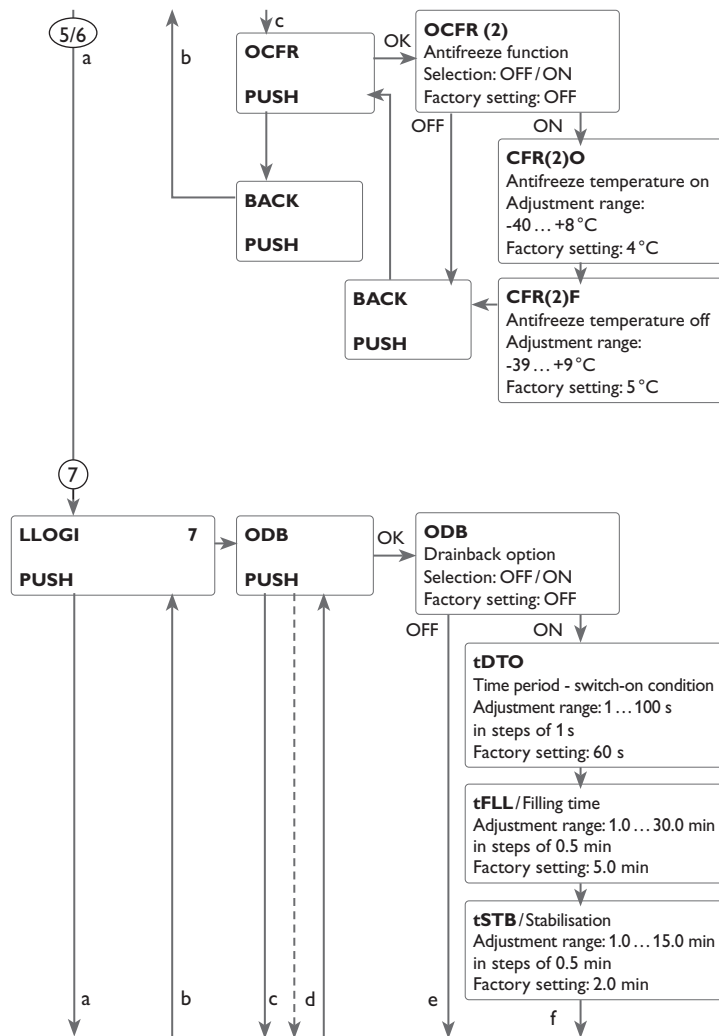 5/6
a
b
c
OCFR
PUSH
OK
OCFR (2)
Antifreeze function
Selection: OFF / ON
Factory setting: OFF
OFF
ON
CFR(2)O
Antifreeze temperature on
Adjustment range:
-40 … +8 °C
Factory setting: 4 °C
BACK
PUSH
BACK
PUSH
CFR(2)F
Antifreeze temperature off
Adjustment range:
-39 … +9 °C
Factory setting: 5 °C
7
LLOGI 7
PUSH
ODB
PUSH
OK
ODB
Drainback option
Selection: OFF / ON
Factory setting: OFF
OFF
ON
tDTO
Time period - switch-on condition
Adjustment range: 1 … 100 s
in steps of 1 s
Factory setting: 60 s
tFLL / Filling time
Adjustment range: 1.0 … 30.0 min
in steps of 0.5 min
Factory setting: 5.0 min
tSTB / Stabilisation
Adjustment range: 1.0 … 15.0 min
in steps of 0.5 min
Factory setting: 2.0 min
a
b
c
d
e
f